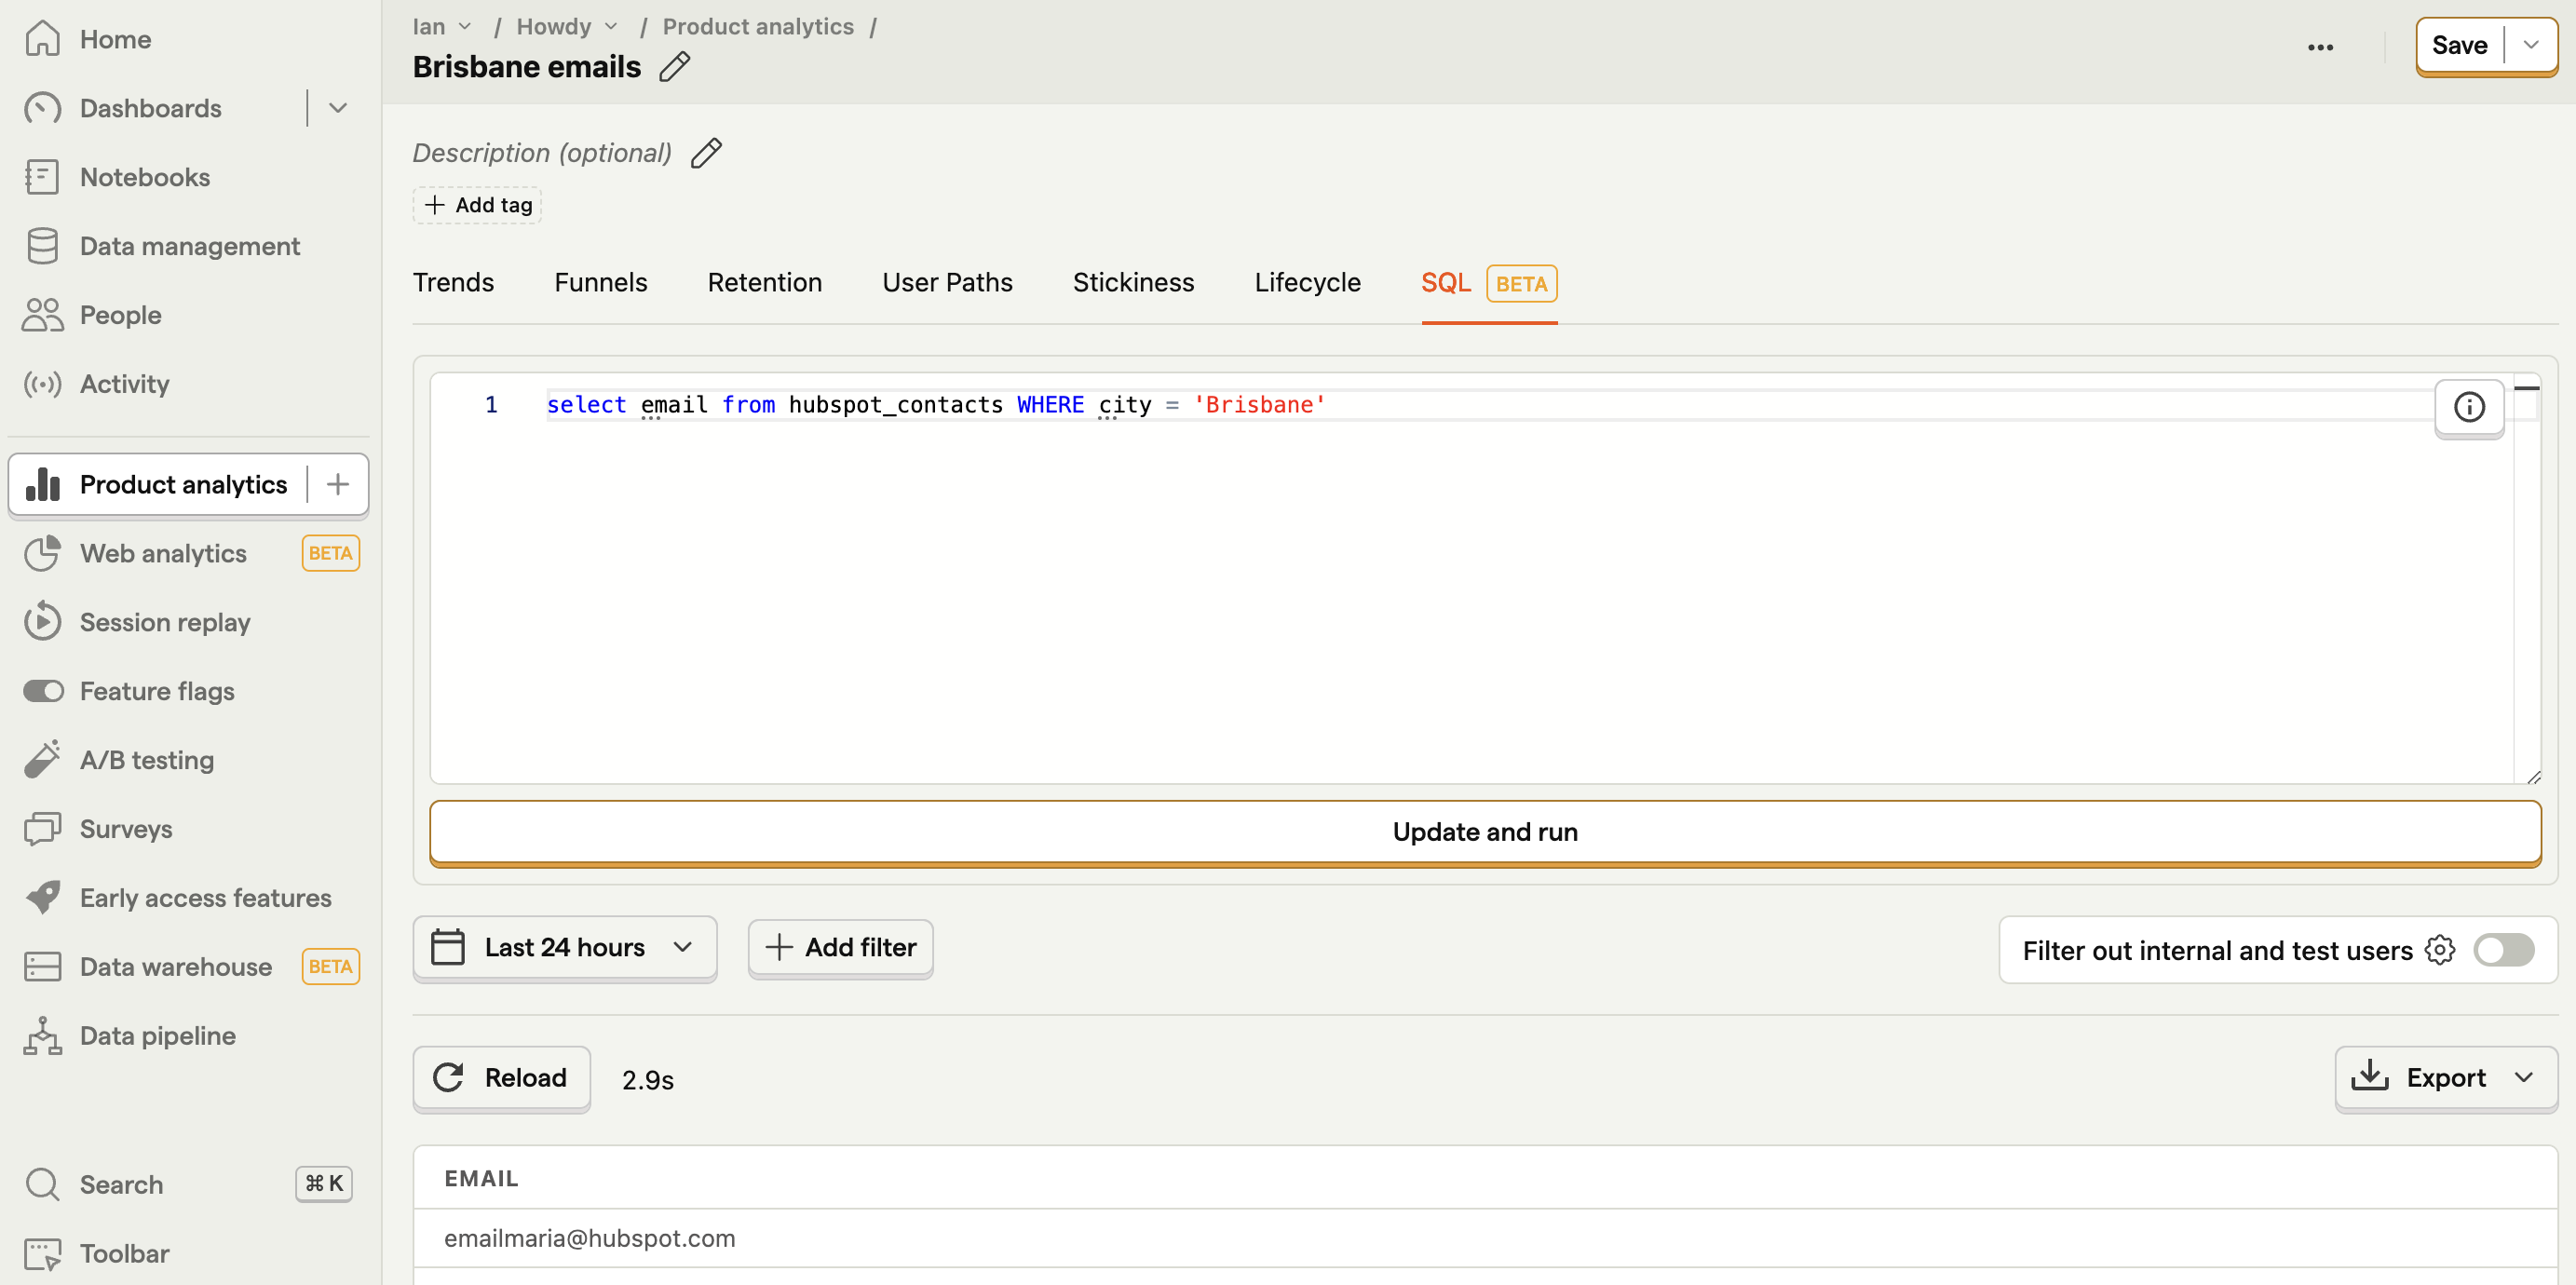 Home
Dashboards
Notebooks
Data management
People
Activity
Product analytics
Web analytics BETA
Session replay
Feature flags
A/B testing
Surveys
Early access features
Data warehouse BETA
Data pipeline
Search ⌘ K
Toolbar
Ian / Howdy / Product analytics /
Brisbane emails
Save
Description (optional)
Add tag
Trends Funnels Retention User Paths Stickiness Lifecycle SQL BETA
1 select email from hubspot_contacts WHERE city = 'Brisbane'
Update and run
Last 24 hours Add filter Filter out internal and test users
Reload 2.9s Export
EMAIL
emailmaria@hubspot.com